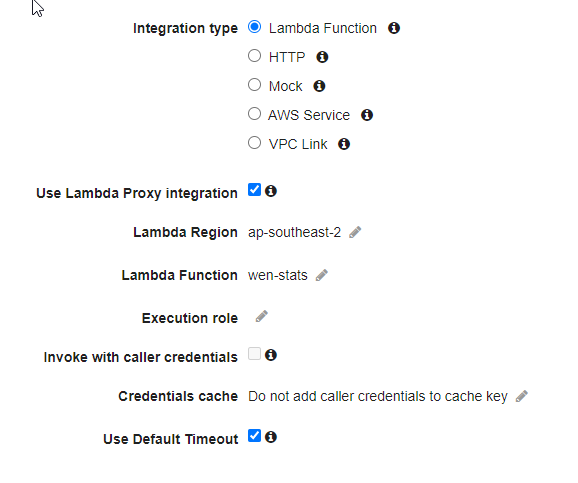 Integration type Lambda Function
HTTP
Mock
AWS Service
VPC Link
Use Lambda Proxy integration
Lambda Region ap-southeast-2
Lambda Function wen-stats
Execution role
Invoke with caller credentials
Credentials cache Do not add caller credentials to cache key
Use Default Timeout